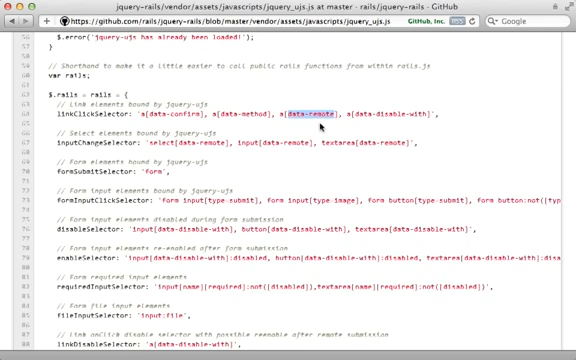 jquery-rails/vendor/assets/javascripts/jquery_ujs.js at master · rails/jquery-rails · GitHub
https://github.com/rails/jquery-rails/blob/master/vendor/assets/javascripts/jquery_ujs.js
GitHub, Inc.
Google
56 $.error('jquery-ujs has already been loaded!');
57 }
58
59 // Shorthand to make it a little easier to call public rails functions from within rails.js
60 var rails;
61
62 $.rails = rails = {
63 // Link elements bound by jquery-ujs
64 linkClickSelector: 'a[data-confirm], a[data-method], a[data-remote], a[data-disable-with]',
65
66 // Select elements bound by jquery-ujs
67 inputChangeSelector: 'select[data-remote], input[data-remote], textarea[data-remote]',
68
69 // Form elements bound by jquery-ujs
70 formSubmitSelector: 'form',
71
72 // Form input elements bound by jquery-ujs
73 formInputClickSelector: 'form input[type=submit], form input[type=image], form button[type=submit], form button:not([typ
74
75 // Form input elements disabled during form submission
76 disableSelector: 'input[data-disable-with], button[data-disable-with], textarea[data-disable-with]',
77
78 // Form input elements re-enabled after form submission
79 enableSelector: 'input[data-disable-with]:disabled, button[data-disable-with]:disabled, textarea[data-disable-with]:disa
80
81 // Form required input elements
82 requiredInputSelector: 'input[name][required]:not([disabled]),textarea[name][required]:not([disabled])',
83
84 // Form file input elements
85 fileInputSelector: 'input:file',
86
87 // Link onClick disable selector with possible reenable after remote submission
88 linkDisableSelector: 'a[data-disable-with]',